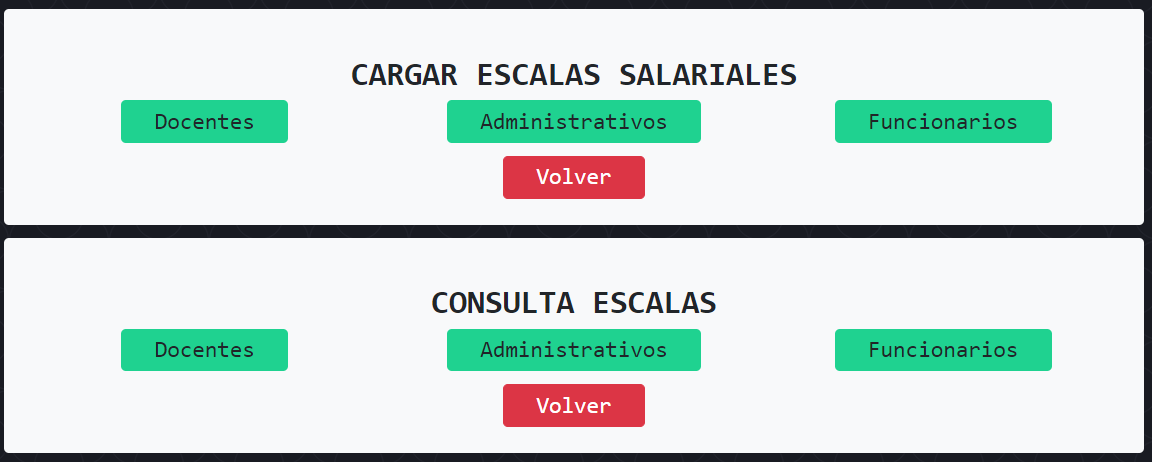 CARGAR ESCALAS SALARIALES
Docentes Administrativos Funcionarios
Volver
CONSULTA ESCALAS
Docentes Administrativos Funcionarios
Volver